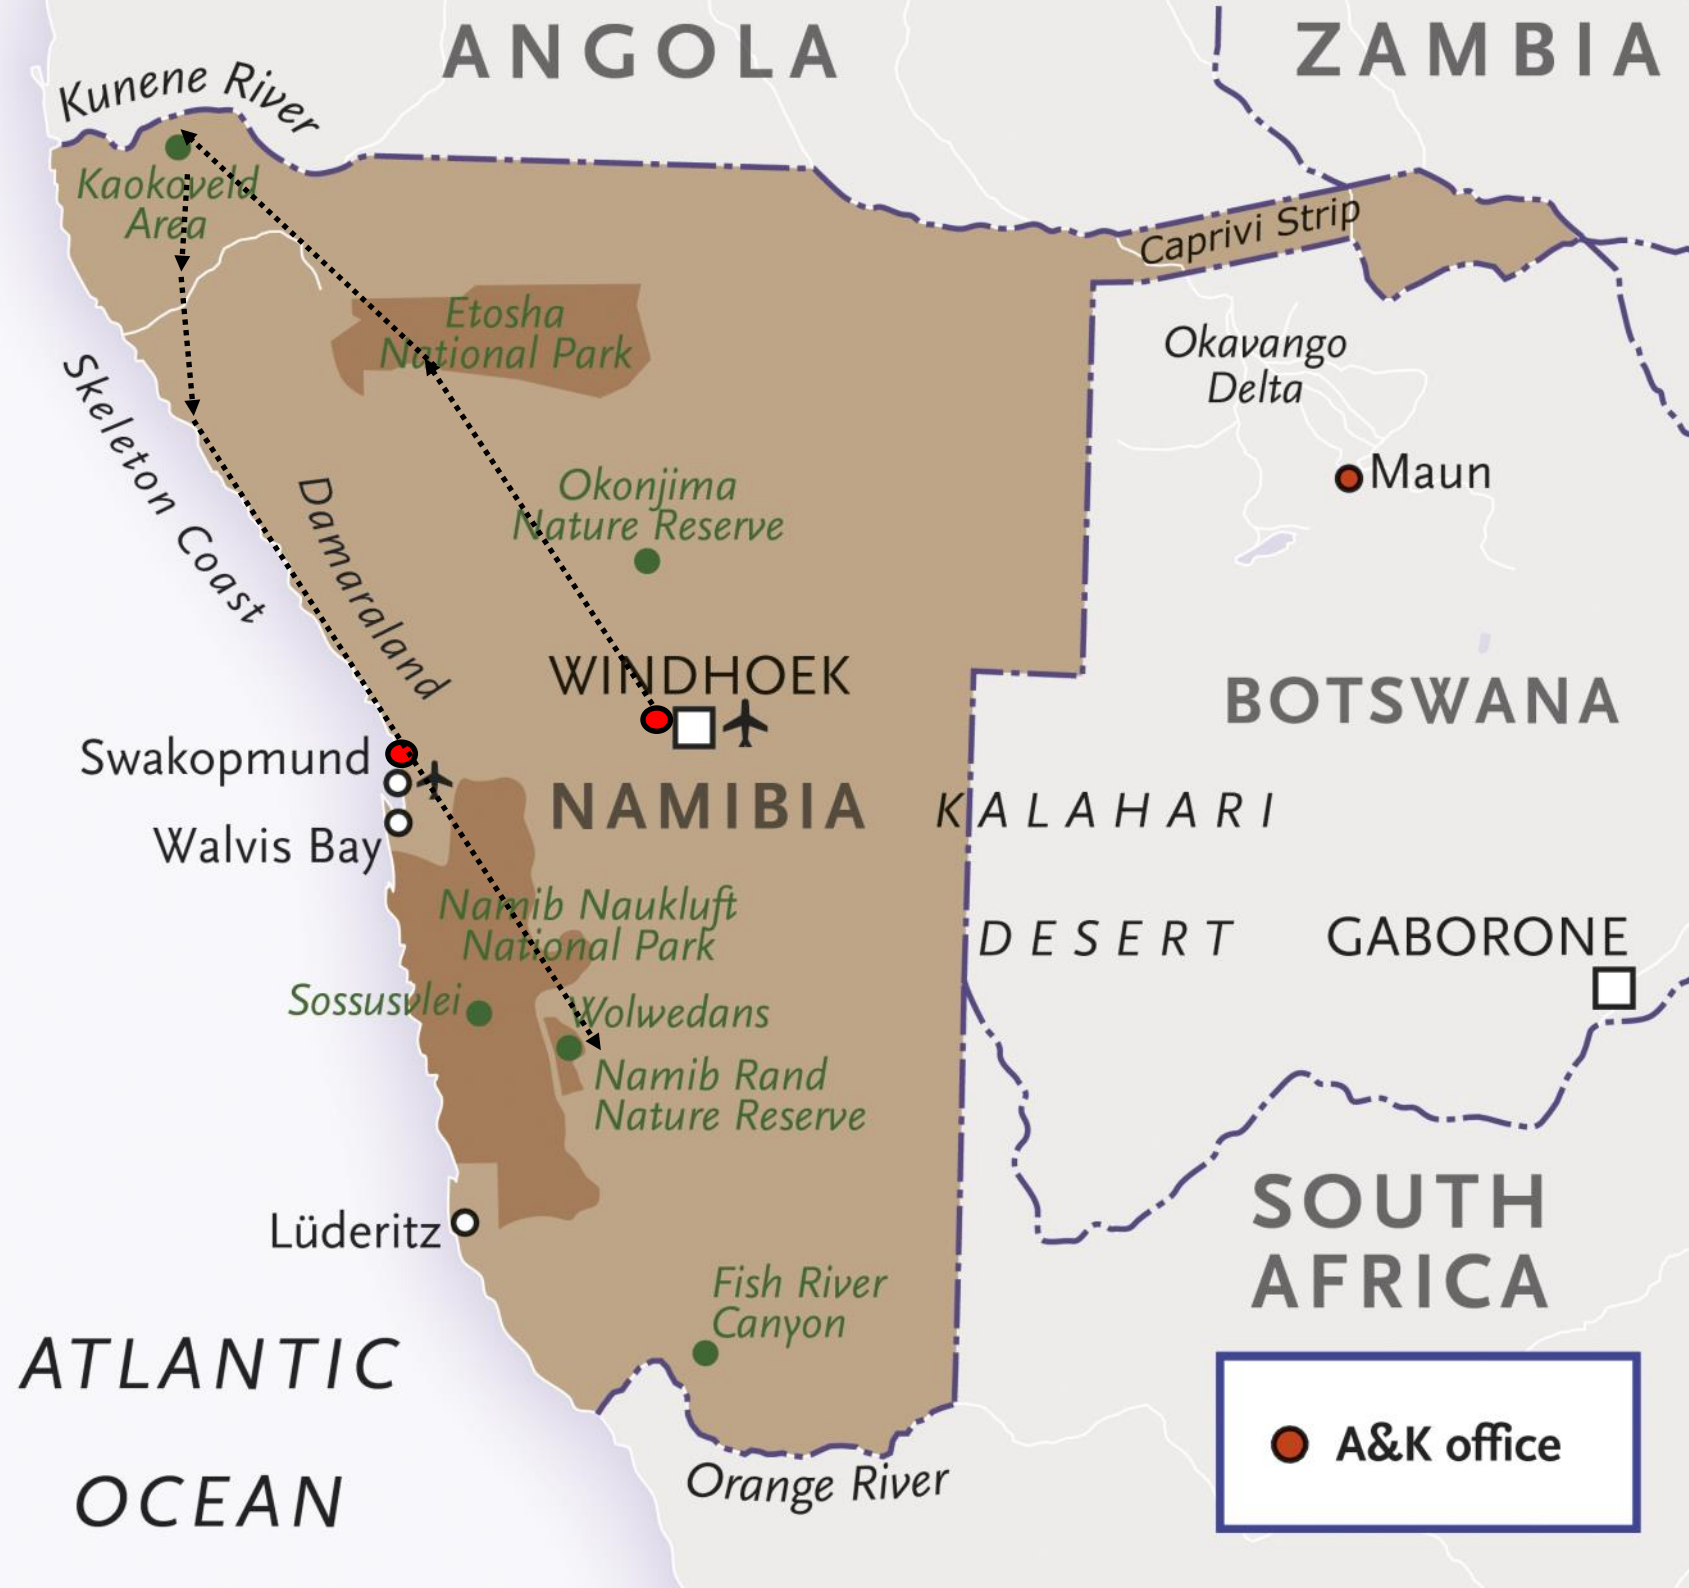 ANGOLA
ZAMBIA
Kunene River
Kaokoveld
Area
Caprivi Strip
Etosha
National Park
Okavango
Delta
Skeleton Coast
Maun
Okonjima
Nature Reserve
Damaraland
WINDHOEK
BOTSWANA
Swakopmund
NAMIBIA
KALAHARI
Walvis Bay
Namib Naukluft
National Park
DESERT
GABORONE
Sossusvlei
Wolwedans
Namib Rand
Nature Reserve
SOUTH
AFRICA
Lüderitz
Fish River
Canyon
ATLANTIC
OCEAN
Orange River
A&K office